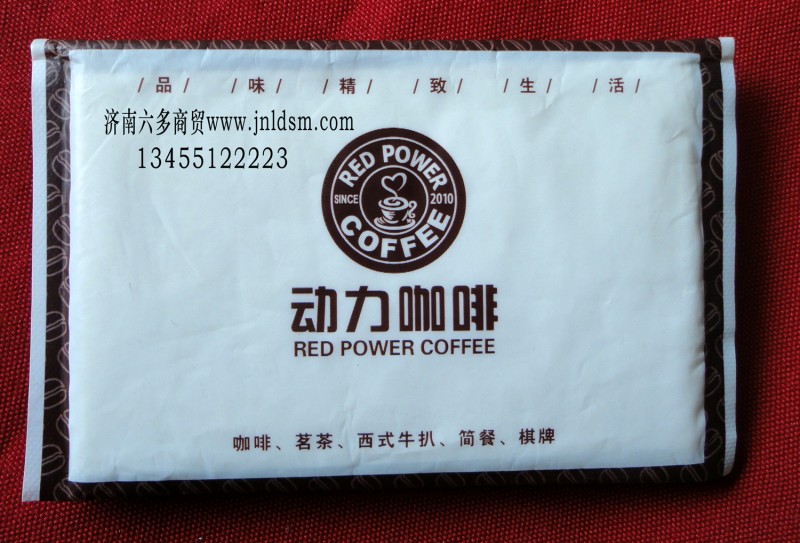 /品/ /味/ /精/ /致/ /生/ /活/
济南六多商贸www.jnldsm.com
13455122223
RED POWER
SINCE 2010
COFFEE
动力咖啡
RED POWER COFFEE
咖啡、茗茶、西式牛扒、简餐、棋牌